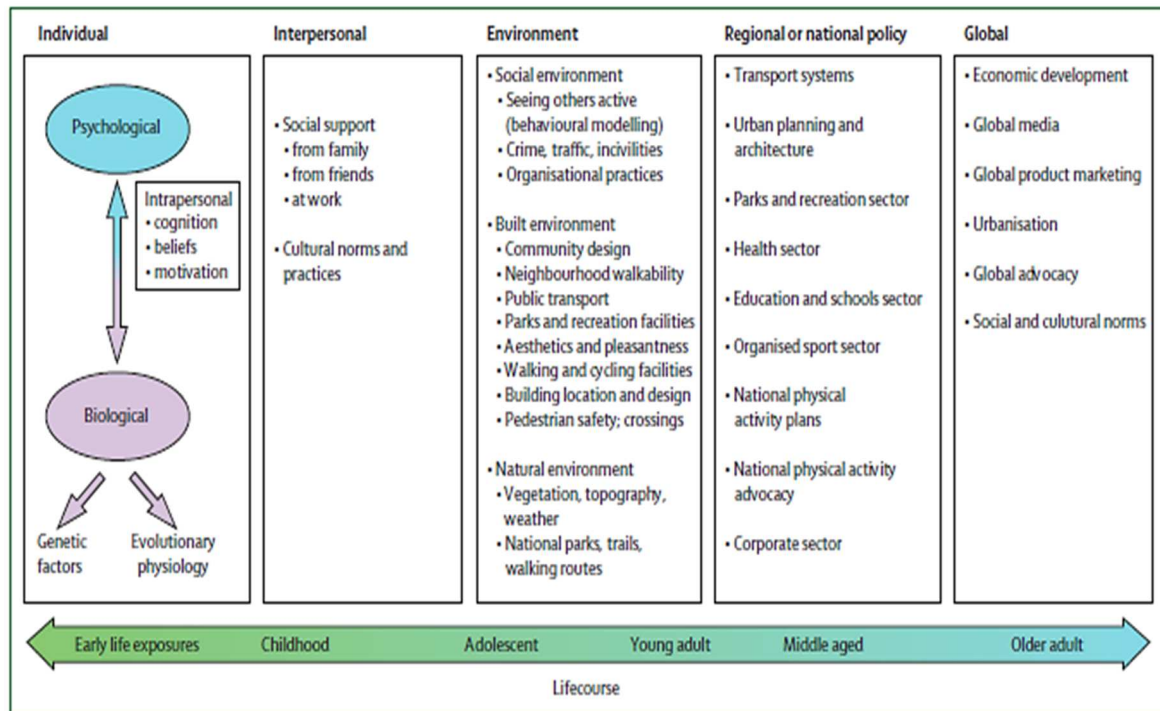 Individual
Psychological
Intrapersonal
• cognition
• beliefs
• motivation
Biological
Genetic
factors
Evolutionary
physiology
Interpersonal
• Social support
• from family
• from friends
• at work
• Cultural norms and
practices
Environment
• Social environment
• Seeing others active
(behavioural modelling)
• Crime, traffic, incivilities
• Organisational practices
• Built environment
• Community design
• Neighbourhood walkability
• Public transport
• Parks and recreation facilities
• Aesthetics and pleasantness
• Walking and cycling facilities
• Building location and design
• Pedestrian safety; crossings
• Natural environment
• Vegetation, topography,
weather
• National parks, trails,
walking routes
Regional or national policy
• Transport systems
• Urban planning and
architecture
• Parks and recreation sector
• Health sector
• Education and schools sector
• Organised sport sector
• National physical
activity plans
• National physical activity
advocacy
• Corporate sector
Global
• Economic development
• Global media
• Global product marketing
• Urbanisation
• Global advocacy
• Social and culutural norms
Early life exposures Childhood Adolescent Young adult Middle aged Older adult
Lifecourse